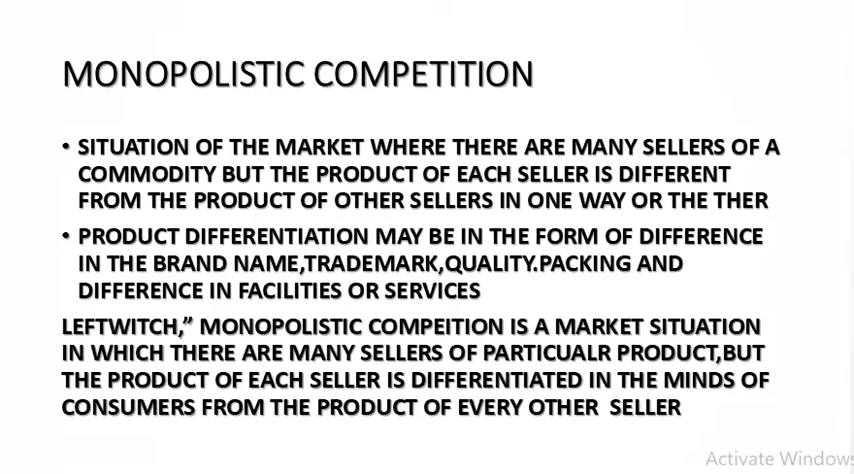 MONOPOLISTIC COMPETITION
• SITUATION OF THE MARKET WHERE THERE ARE MANY SELLERS OF A
COMMODITY BUT THE PRODUCT OF EACH SELLER IS DIFFERENT
FROM THE PRODUCT OF OTHER SELLERS IN ONE WAY OR THE THER
• PRODUCT DIFFERENTIATION MAY BE IN THE FORM OF DIFFERENCE
IN THE BRAND NAME,TRADEMARK,QUALITY.PACKING AND
DIFFERENCE IN FACILITIES OR SERVICES
LEFTWITCH,” MONOPOLISTIC COMPEITION IS A MARKET SITUATION
IN WHICH THERE ARE MANY SELLERS OF PARTICUALR PRODUCT,BUT
THE PRODUCT OF EACH SELLER IS DIFFERENTIATED IN THE MINDS OF
CONSUMERS FROM THE PRODUCT OF EVERY OTHER SELLER
Activate Windows